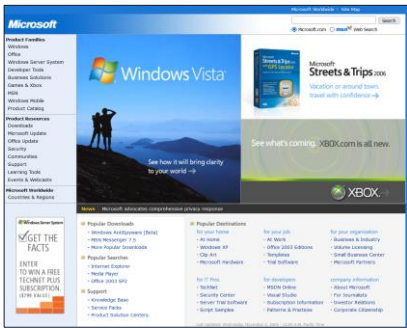 Microsoft Worldwide | Site Map
Microsoft
Search
Microsoft.com
msn Web Search
Product Families
Windows
Office
Windows Server System
Developer Tools
Business Solutions
Games & Xbox
MSN
Windows Mobile
Product Catalog
Product Resources
Downloads
Microsoft Update
Office Update
Security
Communities
Support
Learning Tools
Events & Webcasts
Microsoft Worldwide
Countries & Regions
Windows Server System
GET THE
FACTS
ENTER
TO WIN A FREE
TECHNET PLUS
SUBSCRIPTION.
Windows Vista
See how it will bring clarity
to your world →
Microsoft
Streets & Trips 2006
Vacation or around town,
travel with confidence →
See what's coming. XBOX.com is all new.
XBOX
News Microsoft advocates comprehensive privacy response
Popular Downloads
Windows AntiSpyware (Beta)
MSN Messenger 7.5
More Popular Downloads
Popular Searches
Internet Explorer
Media Player
Office 2003 SP2
Support
Knowledge Base
Service Packs
Product Solution Centers
Popular Destinations
for your home
At Home
Windows XP
Clip Art
Microsoft Hardware
for your job
At Work
Office 2003 Editions
Templates
Trial Software
for your organization
Business & Industry
Volume Licensing
Small Business Center
Microsoft Partners
for IT Pros
TechNet
Security Center
Server Trial Software
Script Samples
for developers
MSDN Online
Visual Studio
Subscription Information
Patterns & Practices
company information
About Microsoft
For Journalists
Investor Relations
Corporate Citizenship